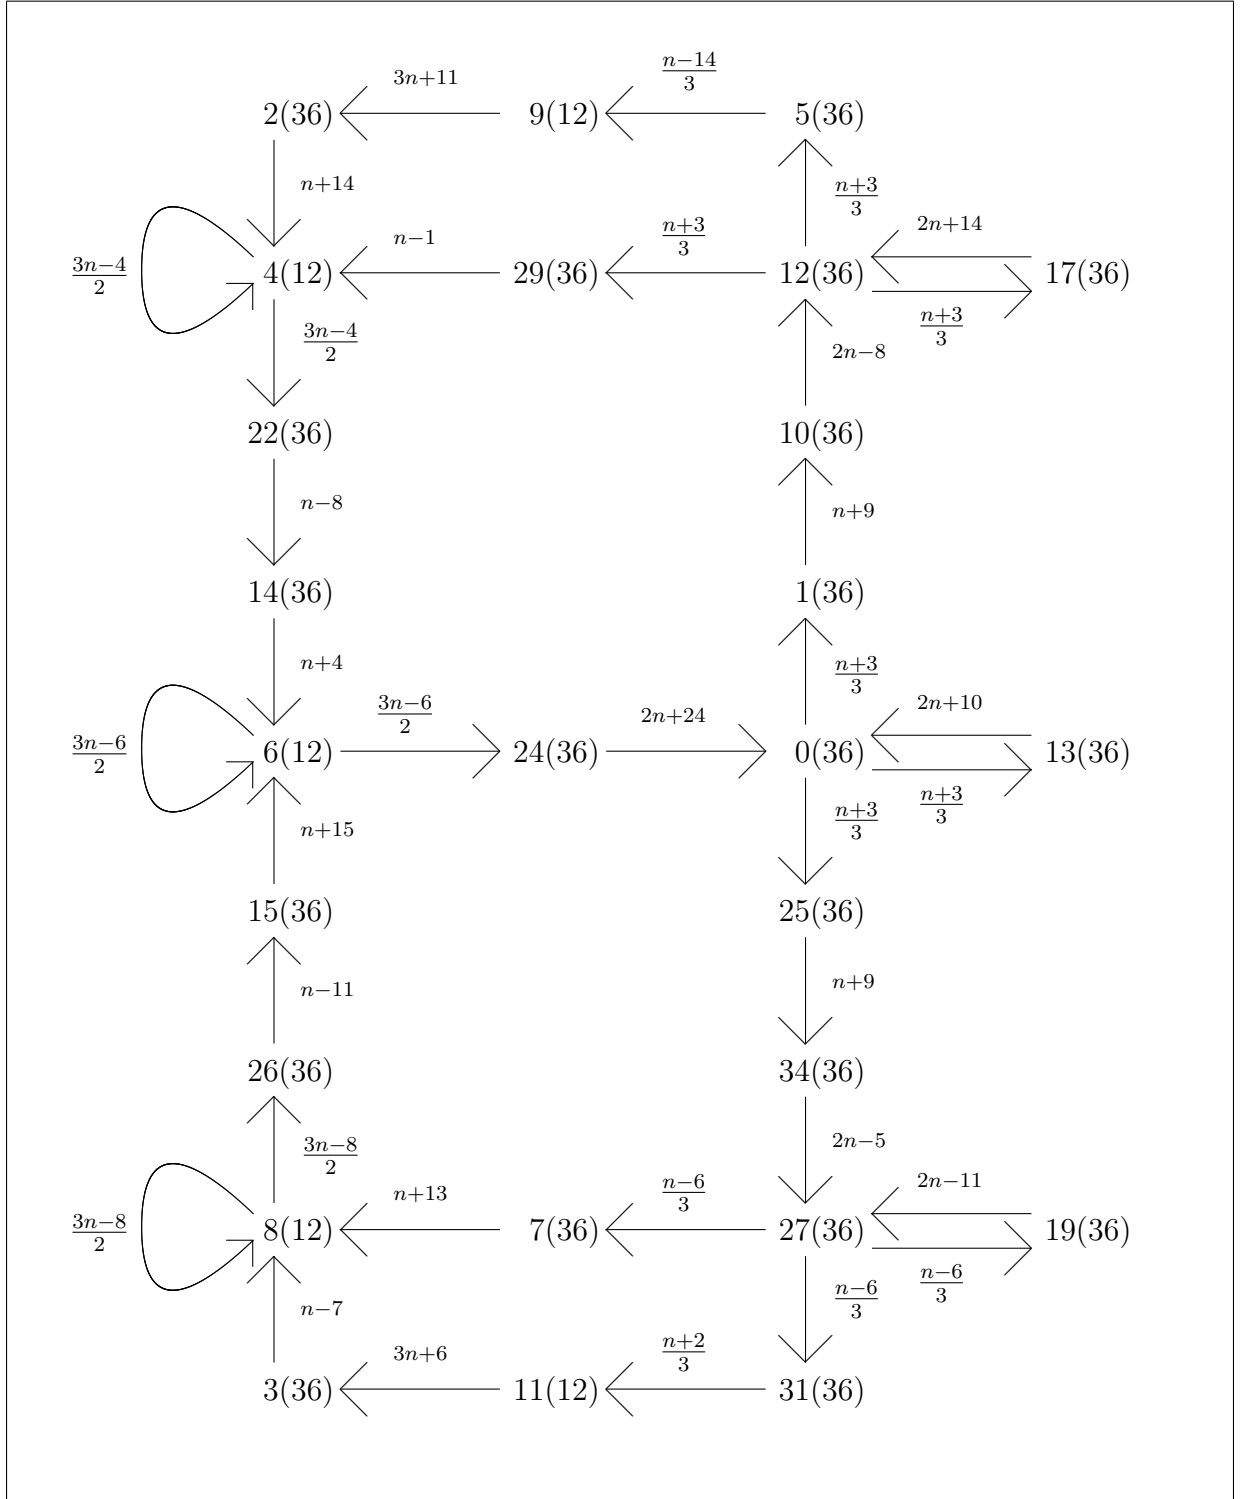 3n+11 n−14/3
2(36) 9(12) 5(36)
n+14 n+3/3
n−1 n+3/3 2n+14
3n−4/2 4(12) 29(36) 12(36) 17(36)
3n−4/2 2n−8 n+3/3
22(36) 10(36)
n−8 n+9
14(36) 1(36)
n+4 n+3/3
3n−6/2 2n+24 2n+10
3n−6/2 6(12) 24(36) 0(36) 13(36)
n+15 n+3/3 n+3/3
15(36) 25(36)
n−11 n+9
26(36) 34(36)
3n−8/2 2n−5
n+13 n−6/3 2n−11
3n−8/2 8(12) 7(36) 27(36) 19(36)
n−7 n−6/3 n−6/3
3n+6 n+2/3
3(36) 11(12) 31(36)